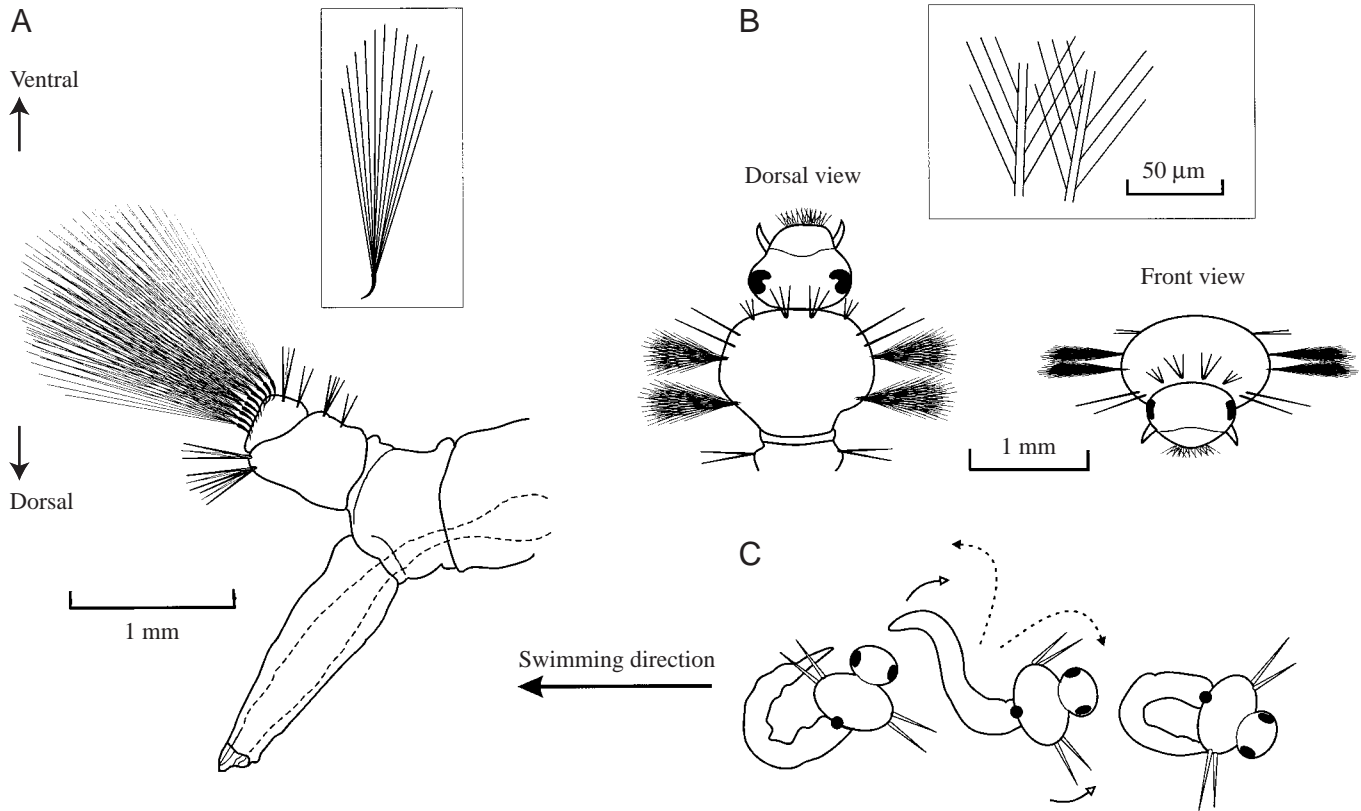 A
Ventral
Dorsal
1 mm
B
50 μm
Dorsal view
Front view
1 mm
C
Swimming direction